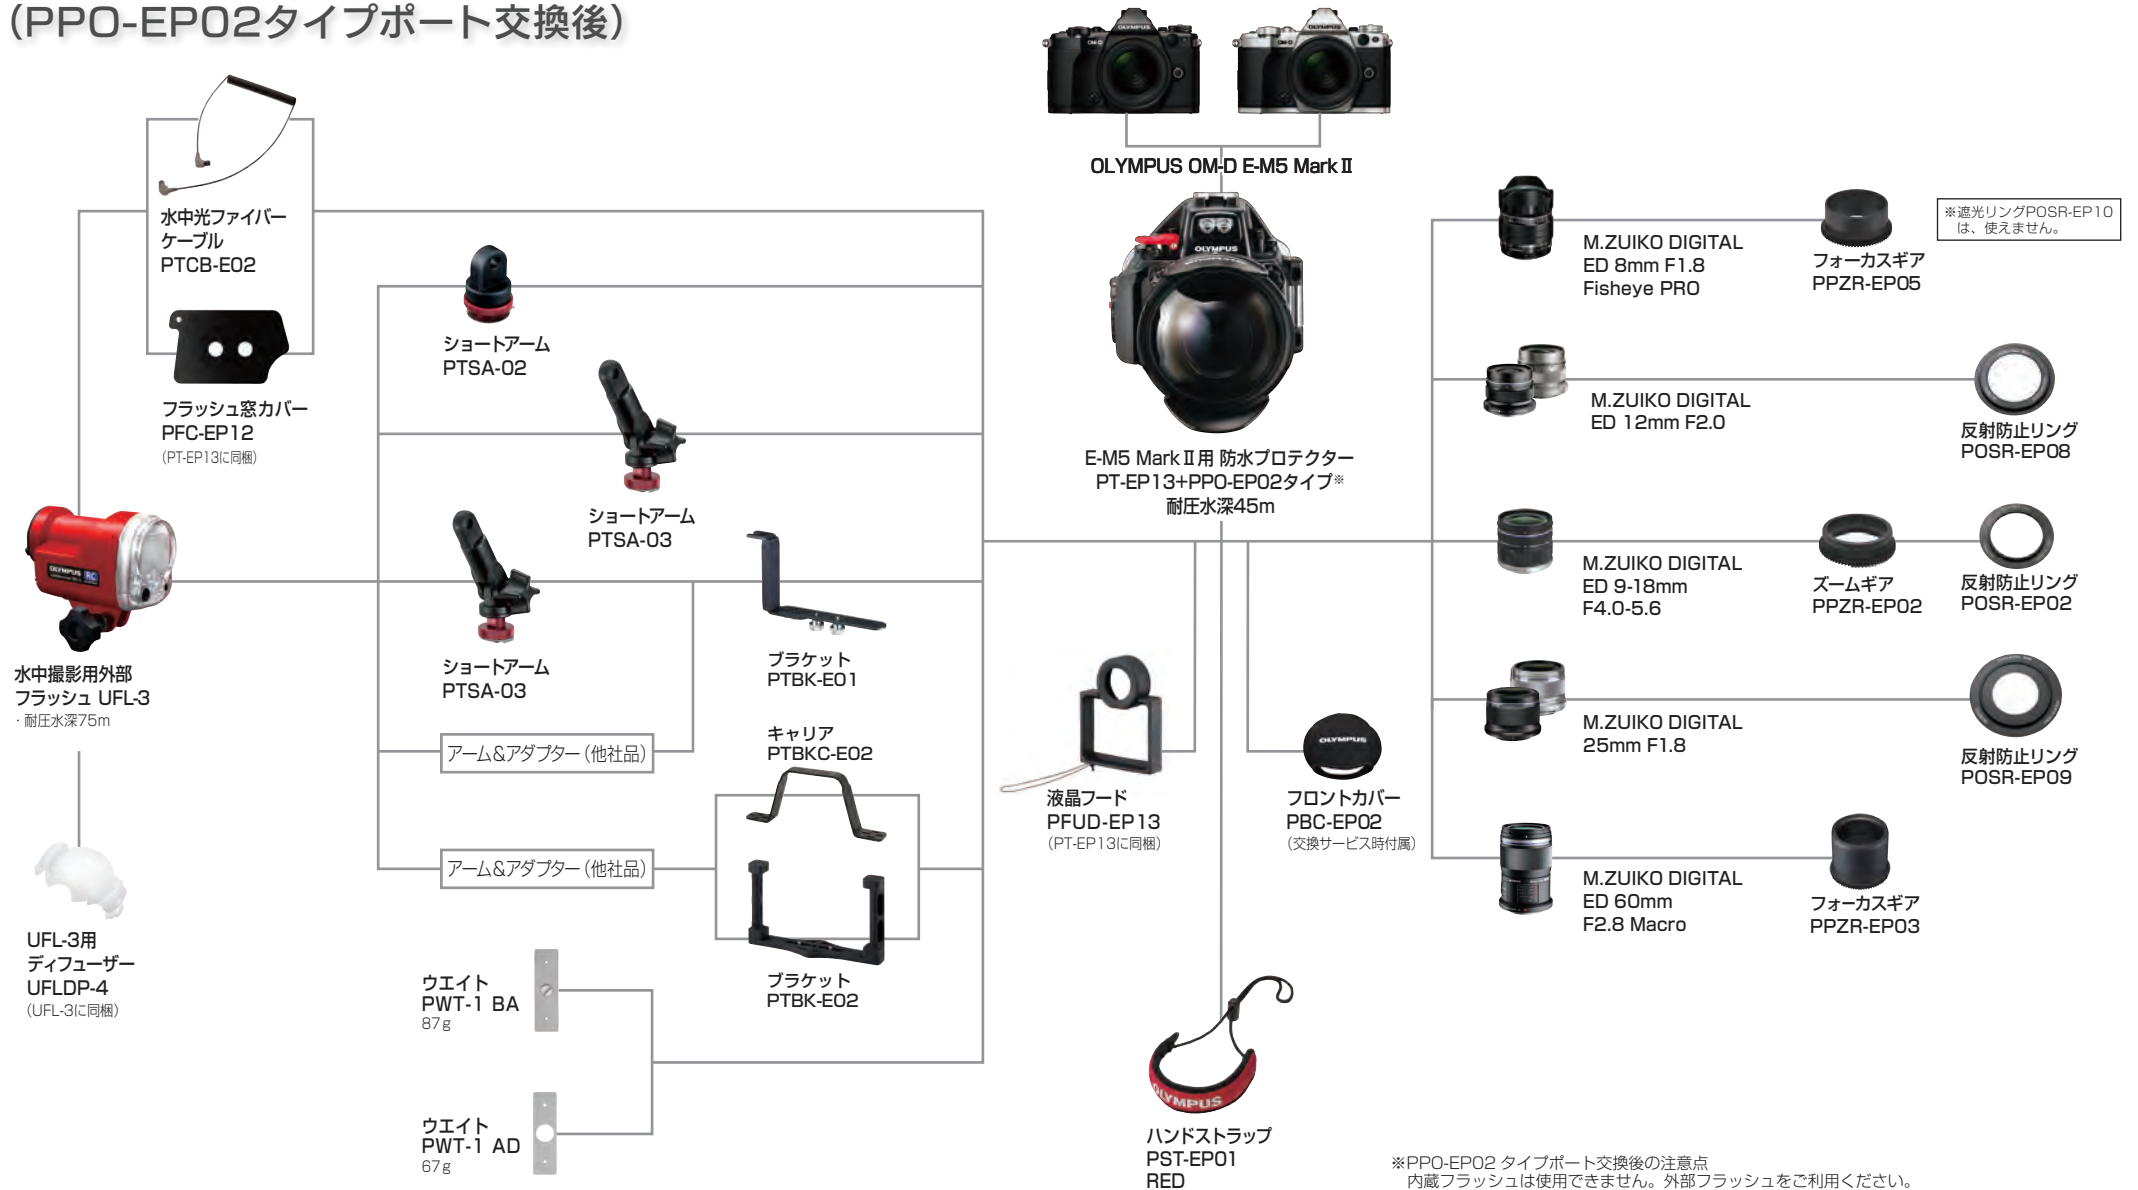 （PPO-EP02タイプポート交換後）
OLYMPUS OM-D E-M5 Mark Ⅱ
水中光ファイバー
ケーブル
PTCB-E02
フラッシュ窓カバー
PFC-EP12
（PT-EP13に同梱）
OLYMPUS RC
水中撮影用外部
フラッシュ UFL-3
・耐圧水深75m
UFL-3用
ディフューザー
UFLDP-4
（UFL-3に同梱）
ショートアーム
PTSA-02
ショートアーム
PTSA-03
ショートアーム
PTSA-03
アーム&アダプター（他社品）
アーム&アダプター（他社品）
ブラケット
PTBK-E01
キャリア
PTBKC-E02
ブラケット
PTBK-E02
ウエイト
PWT-1 BA
87g
ウエイト
PWT-1 AD
67g
OLYMPUS
E-M5 Mark Ⅱ用 防水プロテクター
PT-EP13+PPO-EP02タイプ※
耐圧水深45m
液晶フード
PFUD-EP13
（PT-EP13に同梱）
OLYMPUS
フロントカバー
PBC-EP02
（交換サービス時付属）
OLYMPUS
ハンドストラップ
PST-EP01
RED
M.ZUIKO DIGITAL
ED 8mm F1.8
Fisheye PRO
フォーカスギア
PPZR-EP05
※遮光リングPOSR-EP10
は、使えません。
M.ZUIKO DIGITAL
ED 12mm F2.0
反射防止リング
POSR-EP08
M.ZUIKO DIGITAL
ED 9-18mm
F4.0-5.6
ズームギア
PPZR-EP02
反射防止リング
POSR-EP02
M.ZUIKO DIGITAL
25mm F1.8
反射防止リング
POSR-EP09
M.ZUIKO DIGITAL
ED 60mm
F2.8 Macro
フォーカスギア
PPZR-EP03
※PPO-EP02 タイプポート交換後の注意点
内蔵フラッシュは使用できません。外部フラッシュをご利用ください。